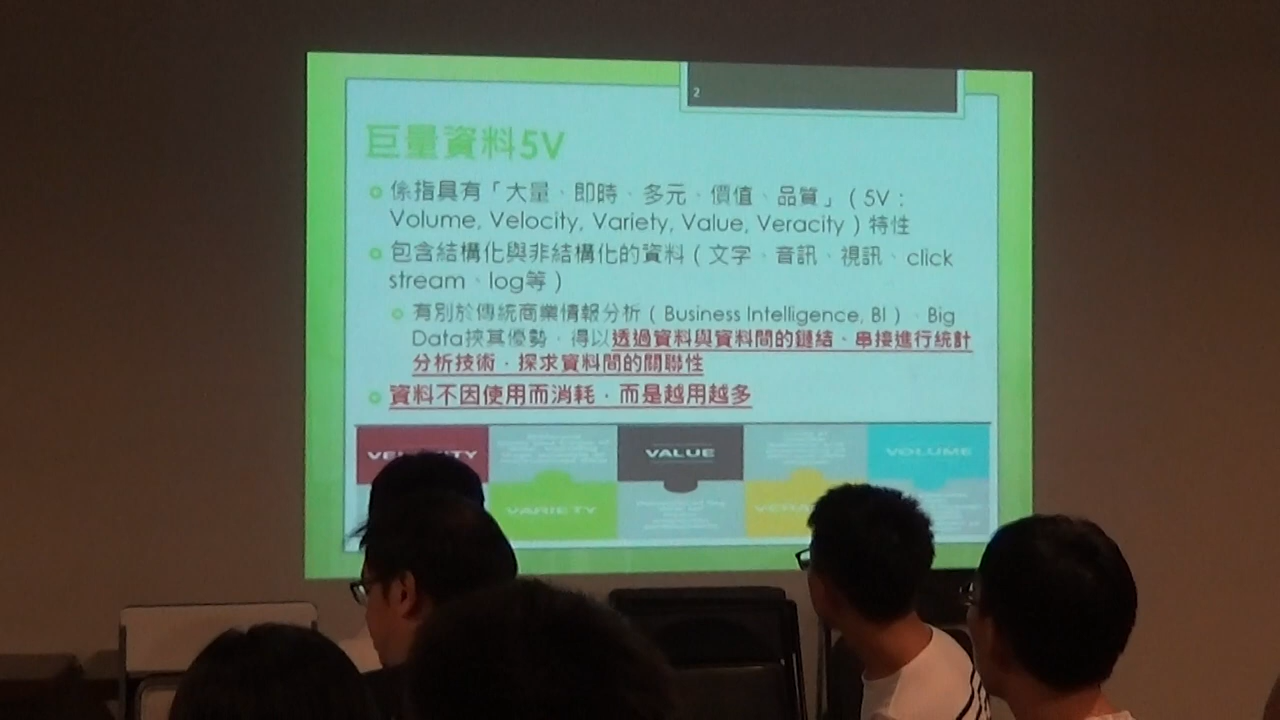 2
巨量資料5V
係指具有「大量、即時、多元、價值、品質」（5V：
Volume, Velocity, Variety, Value, Veracity）特性
包含結構化與非結構化的資料（文字、音訊、視訊、click
stream、log等）
有別於傳統商業情報分析（Business Intelligence, BI）、Big
Data挾其優勢，得以透過資料與資料間的鏈結、串接進行統計
分析技術，探求資料間的關聯性
資料不因使用而消耗，而是越用越多
VALUE
VOLUME
VARIETY